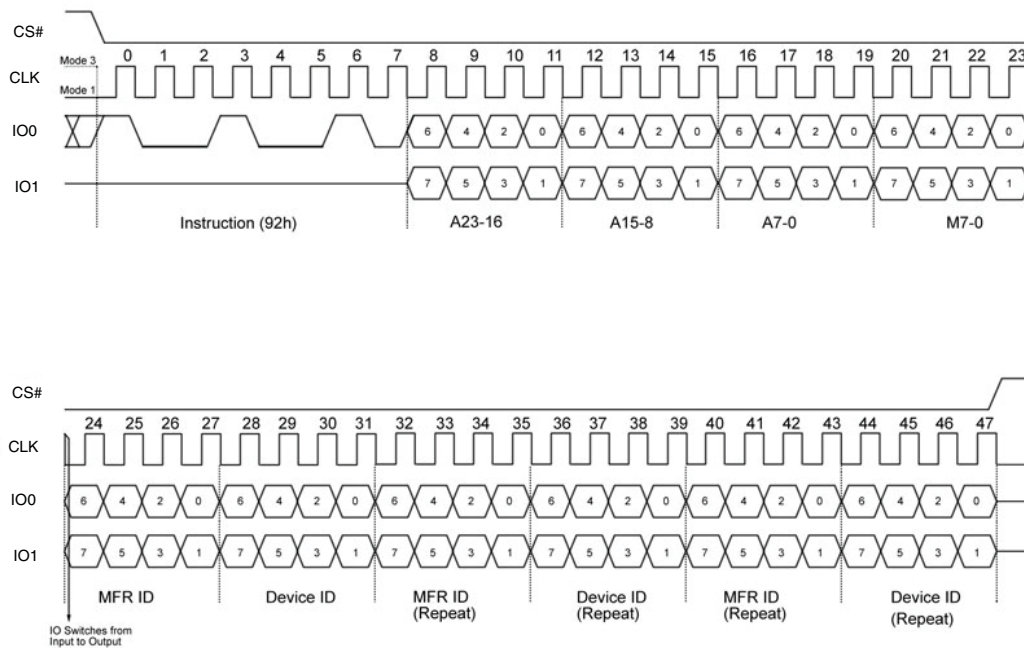 CS#
Mode 3
0 1 2 3 4 5 6 7 8 9 10 11 12 13 14 15 16 17 18 19 20 21 22 23
CLK
Mode 1
IO0 6 4 2 0 6 4 2 0 6 4 2 0 6 4 2 0
IO1 7 5 3 1 7 5 3 1 7 5 3 1 7 5 3 1
Instruction (92h) A23-16 A15-8 A7-0 M7-0
CS#
24 25 26 27 28 29 30 31 32 33 34 35 36 37 38 39 40 41 42 43 44 45 46 47
CLK
IO0 6 4 2 0 6 4 2 0 6 4 2 0 6 4 2 0 6 4 2 0 6 4 2 0
IO1 7 5 3 1 7 5 3 1 7 5 3 1 7 5 3 1 7 5 3 1 7 5 3 1
MFR ID Device ID MFR ID Device ID MFR ID Device ID
(Repeat) (Repeat) (Repeat) (Repeat)
IO Switches from
Input to Output